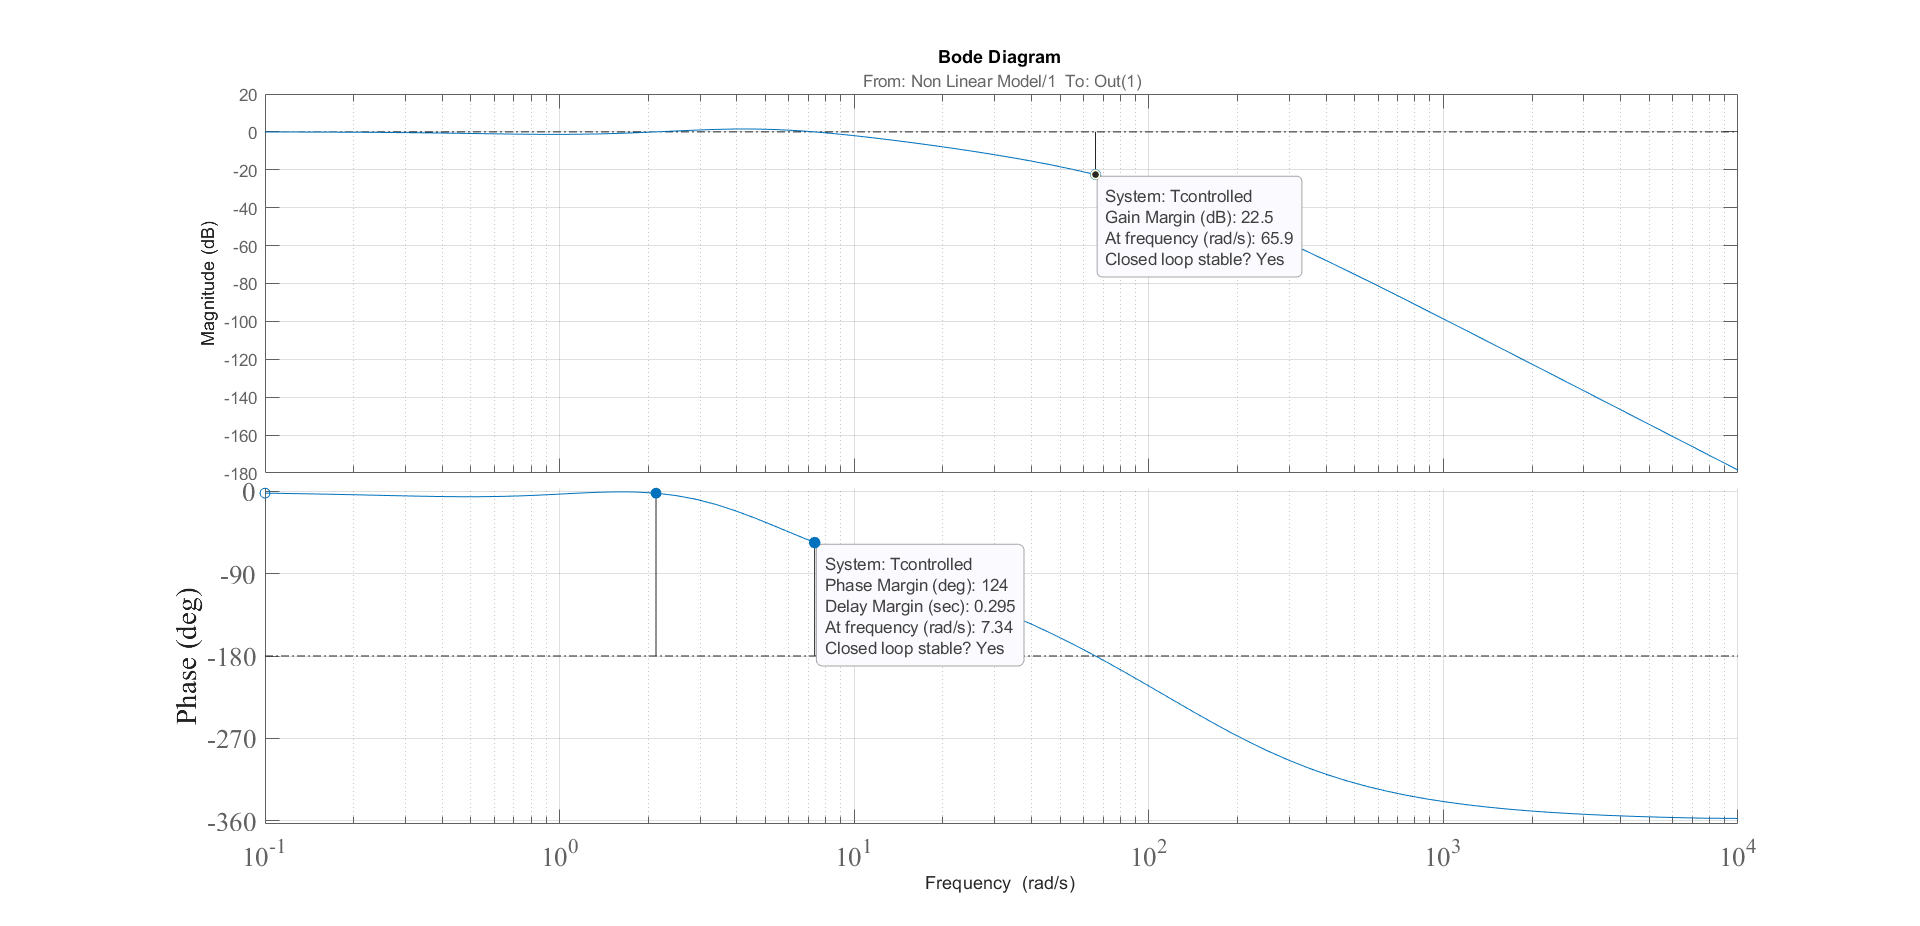 Bode Diagram
From: Non Linear Model/1 To: Out(1)
Magnitude (dB)
20
0
-20
-40
-60
-80
-100
-120
-140
-160
-180
System: Tcontrolled
Gain Margin (dB): 22.5
At frequency (rad/s): 65.9
Closed loop stable? Yes
Phase (deg)
0
-90
-180
-270
-360
System: Tcontrolled
Phase Margin (deg): 124
Delay Margin (sec): 0.295
At frequency (rad/s): 7.34
Closed loop stable? Yes
10^-1 10^0 10^1 10^2 10^3 10^4
Frequency (rad/s)